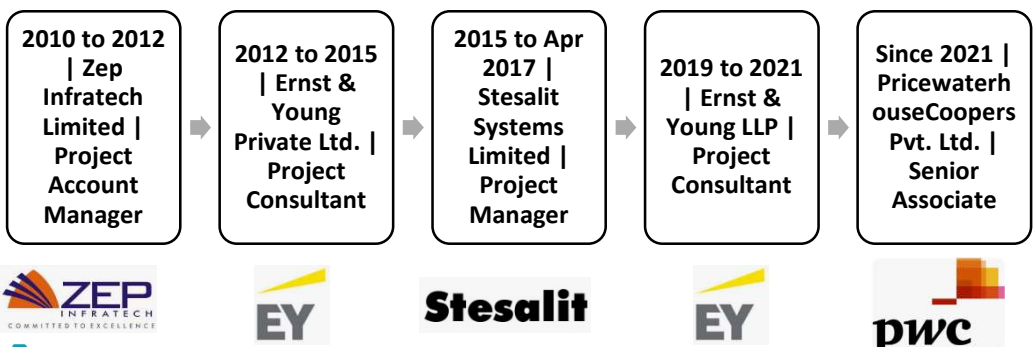 2010 to 2012
| Zep
Infratech
Limited |
Project
Account
Manager
2012 to 2015
| Ernst &
Young
Private Ltd. |
Project
Consultant
2015 to Apr
2017 |
Stesalit
Systems
Limited |
Project
Manager
2019 to 2021
| Ernst &
Young LLP |
Project
Consultant
Since 2021 |
Pricewaterh
ouseCoopers
Pvt. Ltd. |
Senior
Associate
ZEP
INFRATECH
COMMITTED TO EXCELLENCE
EY
Stesalit
EY
pwc